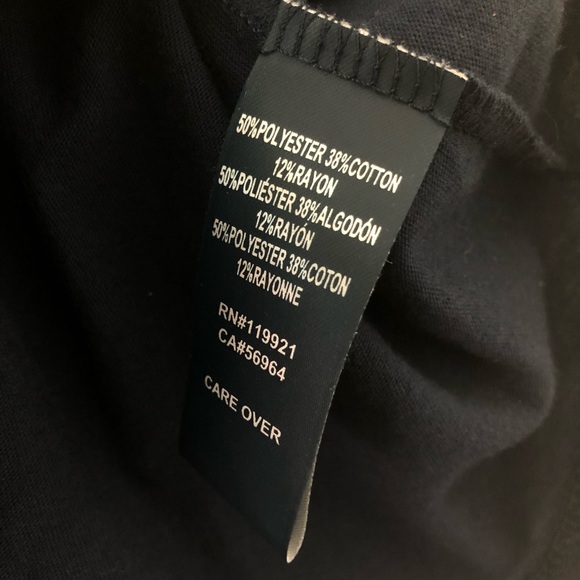 50%POLYESTER 38%COTTON
12%RAYON
50%POLIÉSTER 38%ALGODÓN
12%RAYÓN
50%POLYESTER 38%COTON
12%RAYONNE
RN#119921
CA#56964
CARE OVER